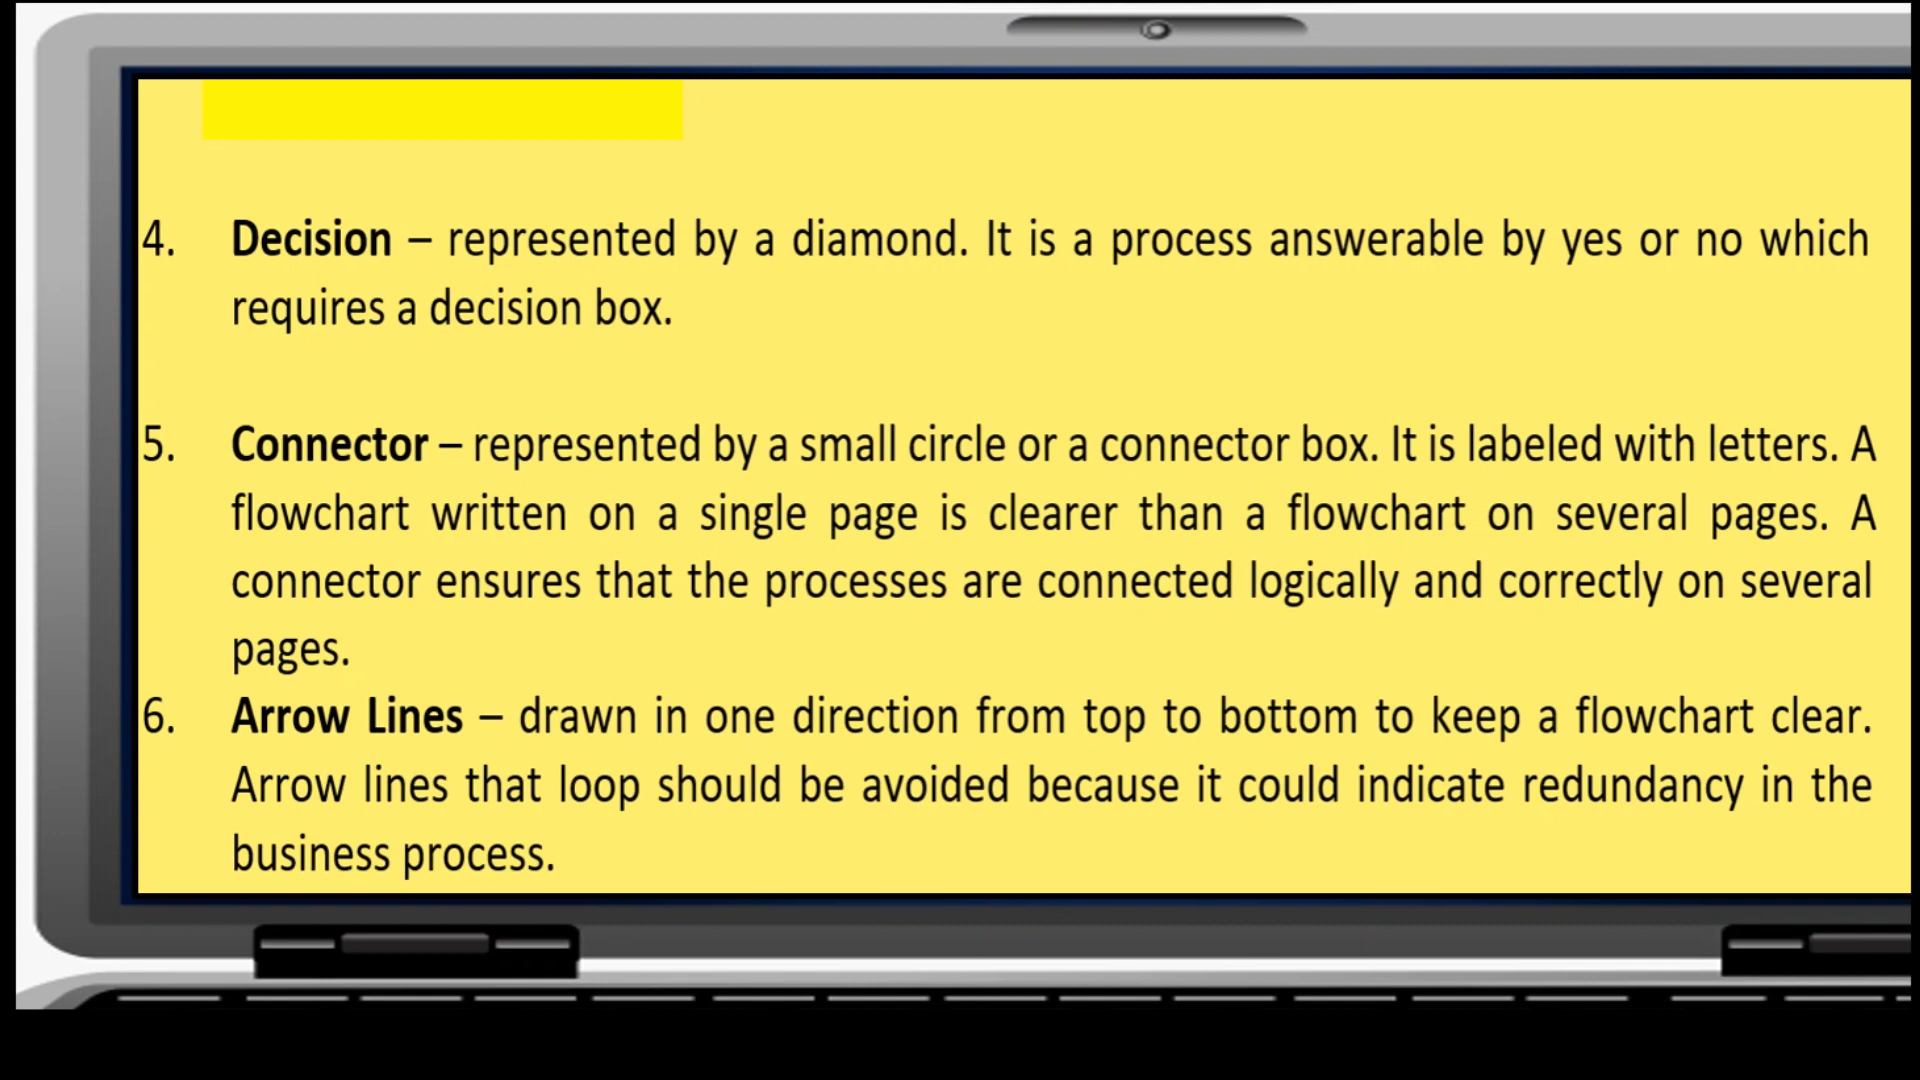 4. Decision – represented by a diamond. It is a process answerable by yes or no which
requires a decision box.
5. Connector – represented by a small circle or a connector box. It is labeled with letters. A
flowchart written on a single page is clearer than a flowchart on several pages. A
connector ensures that the processes are connected logically and correctly on several
pages.
6. Arrow Lines – drawn in one direction from top to bottom to keep a flowchart clear.
Arrow lines that loop should be avoided because it could indicate redundancy in the
business process.